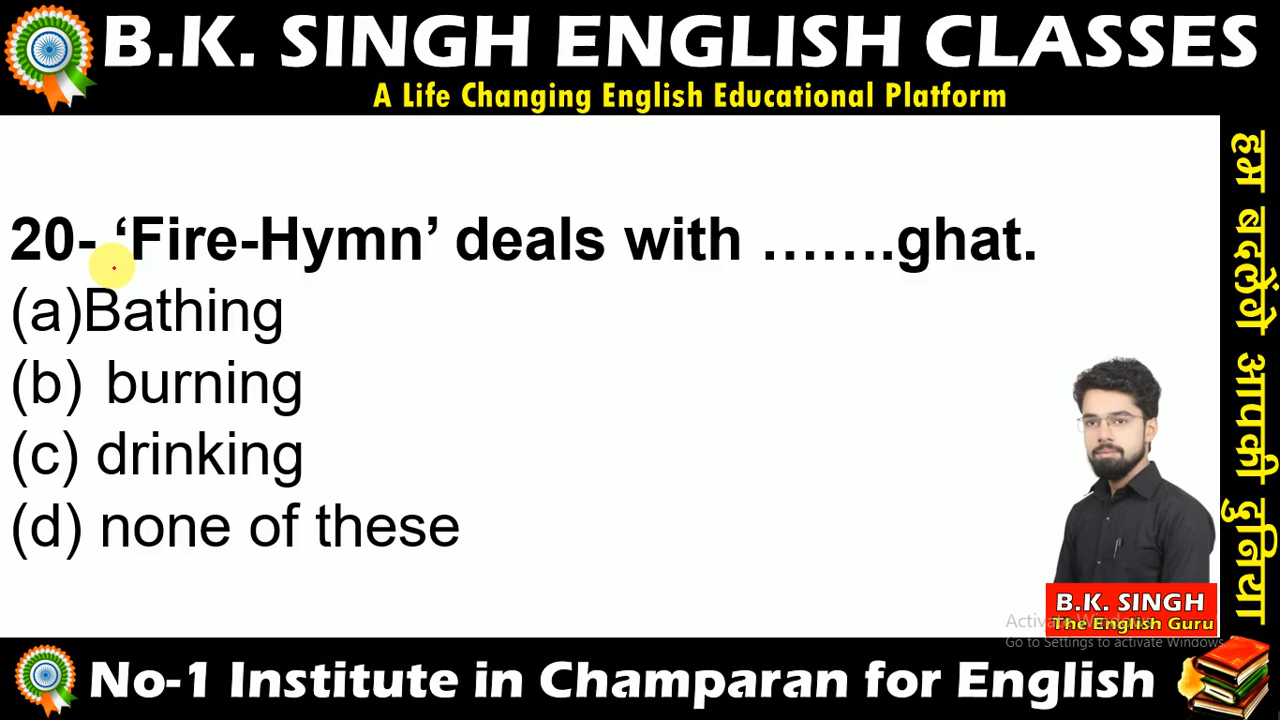 B.K. SINGH ENGLISH CLASSES
A Life Changing English Educational Platform
20- ‘Fire-Hymn’ deals with …….ghat.
(a)Bathing
(b) burning
(c) drinking
(d) none of these
हम बदलेंगे आपकी दुनिया
B.K. SINGH
The English Guru
Activate Windows
Go to Settings to activate Windows.
No-1 Institute in Champaran for English